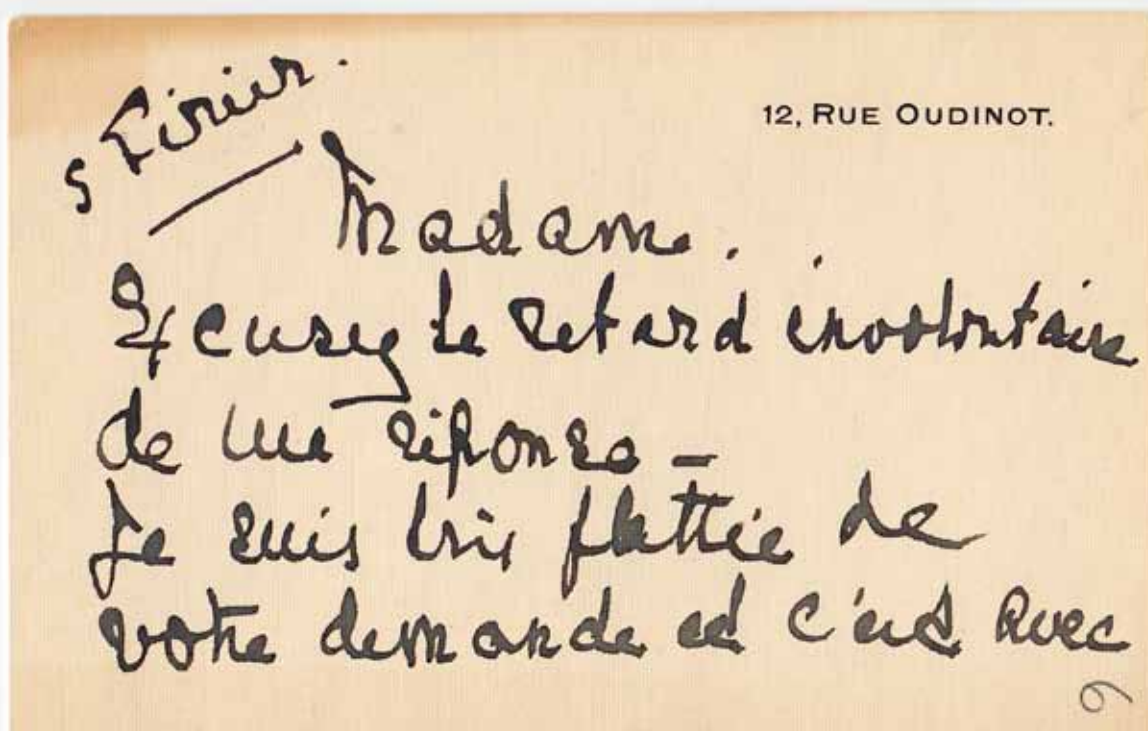 5 Février.
12, RUE OUDINOT.
Madame.
Excusez le retard involontaire
de ma réponse –
Je suis très flattée de
votre demande et c'est avec
6